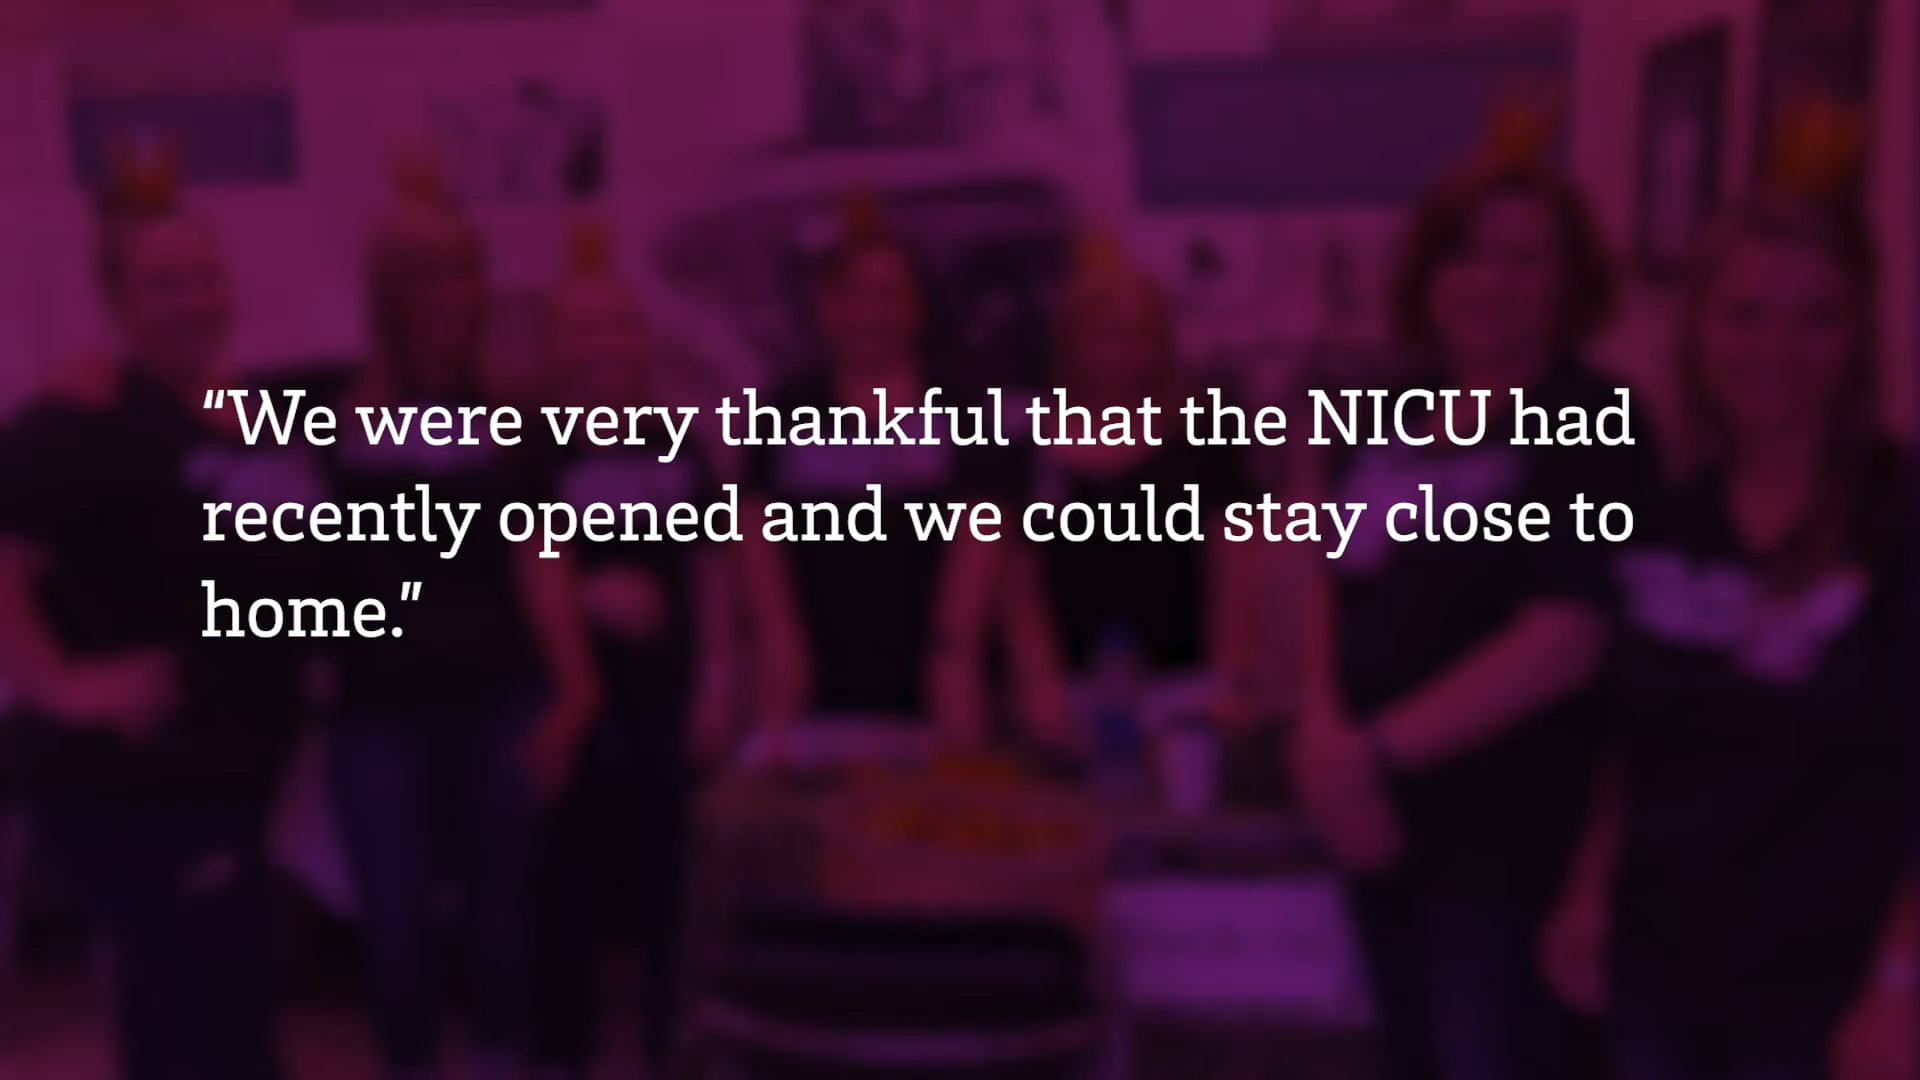 “We were very thankful that the NICU had
recently opened and we could stay close to
home.”